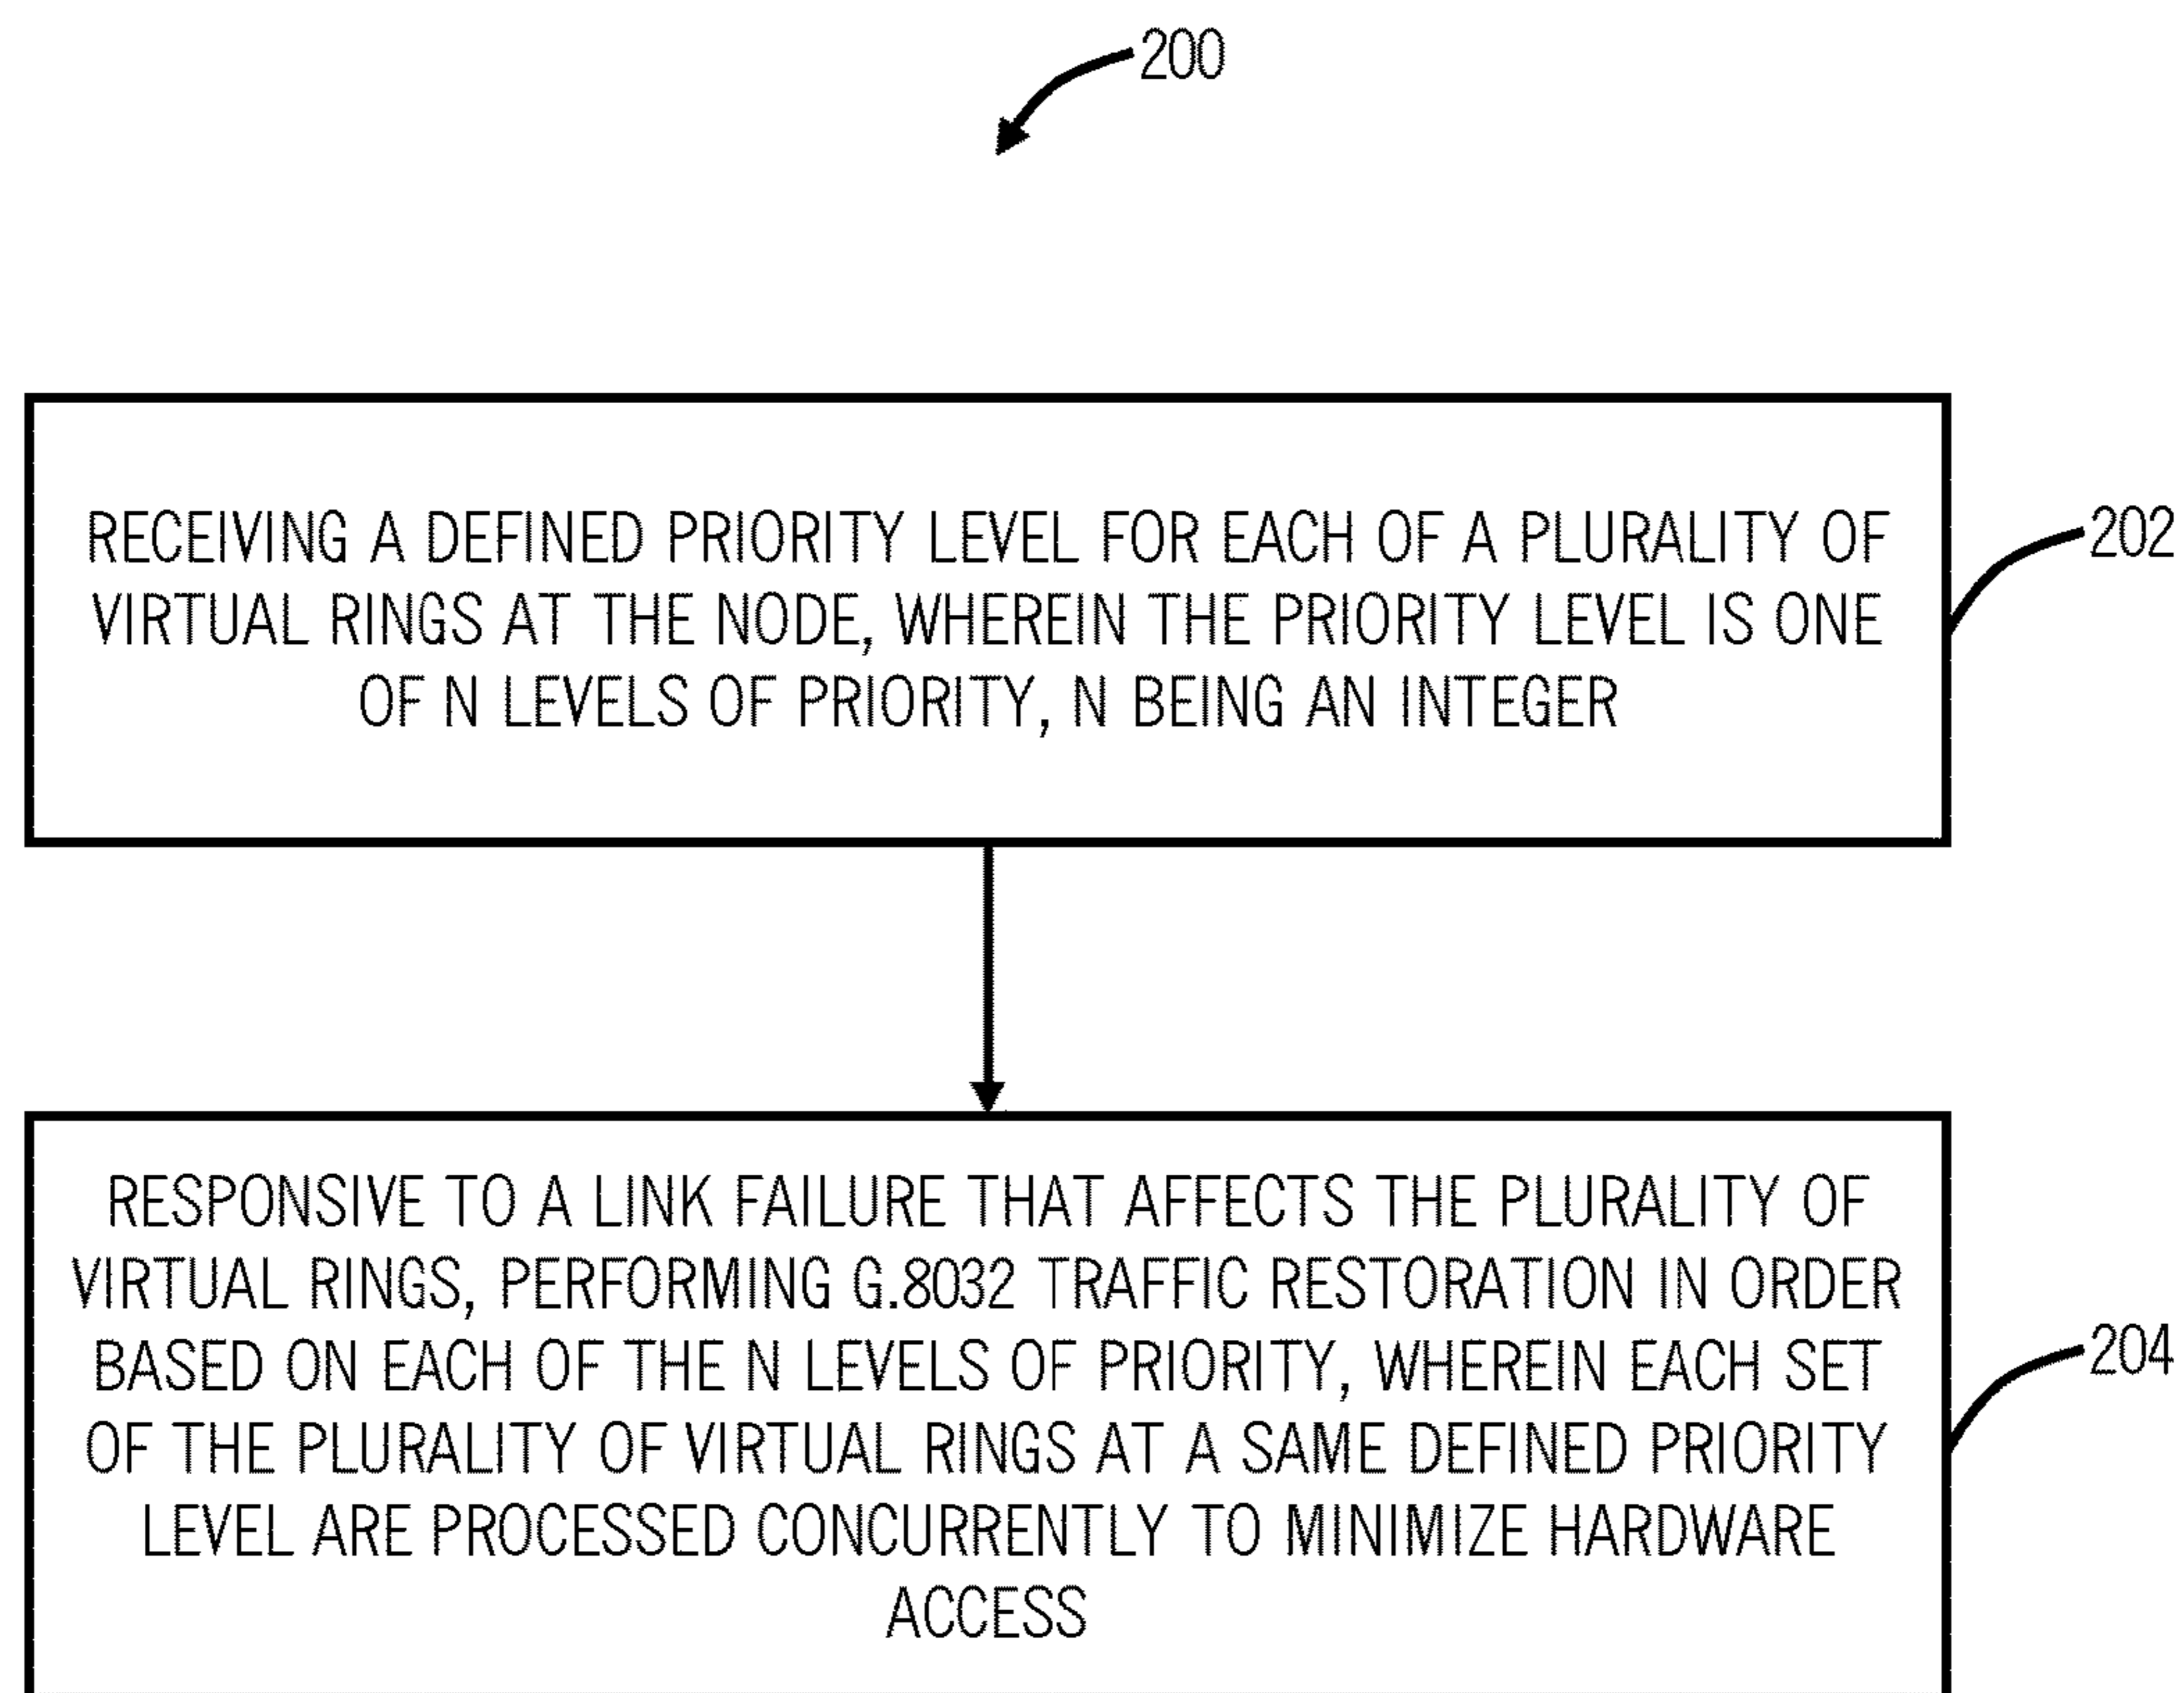 200
RECEIVING A DEFINED PRIORITY LEVEL FOR EACH OF A PLURALITY OF
VIRTUAL RINGS AT THE NODE, WHEREIN THE PRIORITY LEVEL IS ONE
OF N LEVELS OF PRIORITY, N BEING AN INTEGER
202
RESPONSIVE TO A LINK FAILURE THAT AFFECTS THE PLURALITY OF
VIRTUAL RINGS, PERFORMING G.8032 TRAFFIC RESTORATION IN ORDER
BASED ON EACH OF THE N LEVELS OF PRIORITY, WHEREIN EACH SET
OF THE PLURALITY OF VIRTUAL RINGS AT A SAME DEFINED PRIORITY
LEVEL ARE PROCESSED CONCURRENTLY TO MINIMIZE HARDWARE
ACCESS
204